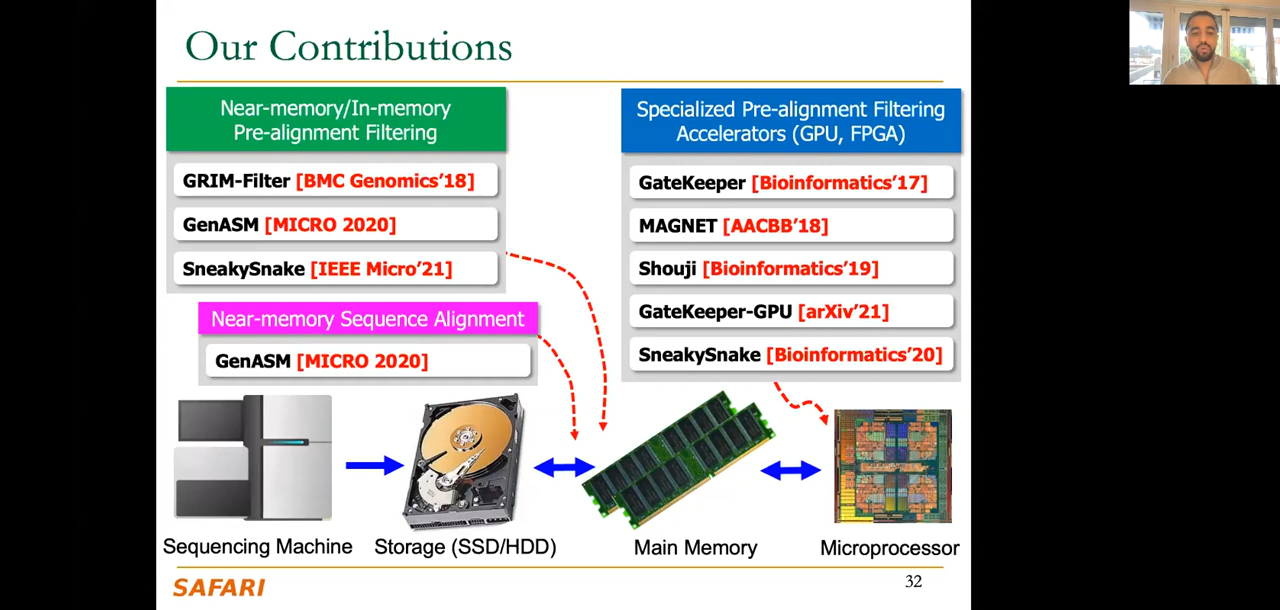 Our Contributions
Near-memory/In-memory
Pre-alignment Filtering
GRIM-Filter [BMC Genomics’18]
GenASM [MICRO 2020]
SneakySnake [IEEE Micro’21]
Near-memory Sequence Alignment
GenASM [MICRO 2020]
Specialized Pre-alignment Filtering
Accelerators (GPU, FPGA)
GateKeeper [Bioinformatics’17]
MAGNET [AACBB’18]
Shouji [Bioinformatics’19]
GateKeeper-GPU [arXiv’21]
SneakySnake [Bioinformatics’20]
Sequencing Machine
Storage (SSD/HDD)
Main Memory
Microprocessor
SAFARI
32